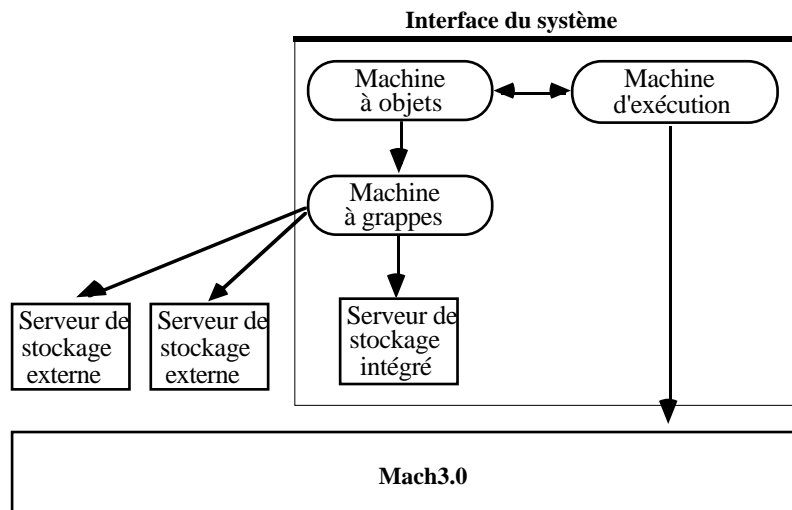 Interface du système
Machine
à objets
Machine
d'exécution
Machine
à grappes
Serveur de
stockage
externe
Serveur de
stockage
externe
Serveur de
stockage
intégré
Mach3.0